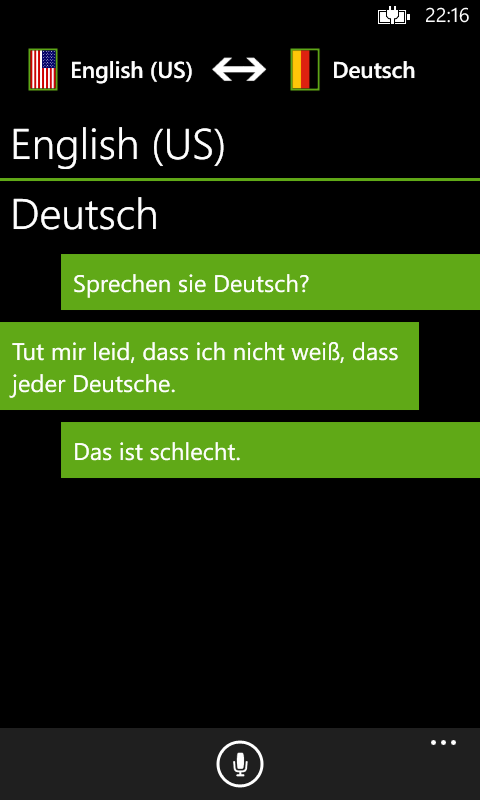 22:16
English (US)
Deutsch
English (US)
Deutsch
Sprechen sie Deutsch?
Tut mir leid, dass ich nicht weiß, dass
jeder Deutsche.
Das ist schlecht.